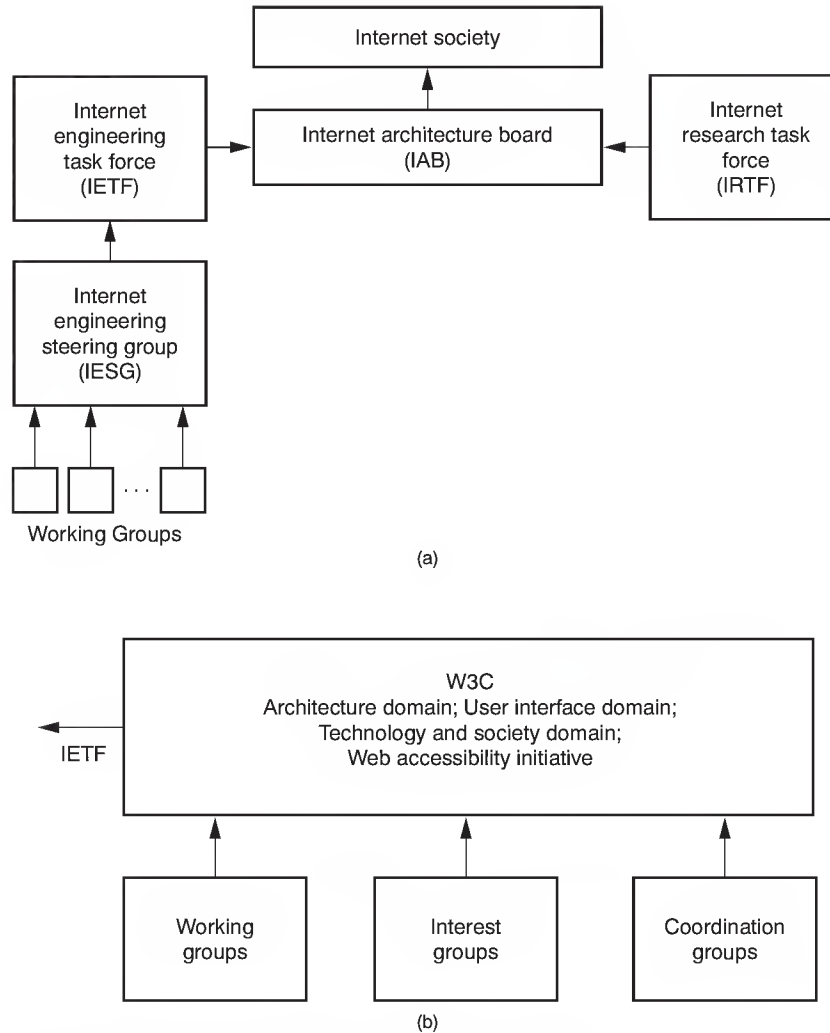 Internet society
Internet
engineering
task force
(IETF)
Internet architecture board
(IAB)
Internet
research task
force
(IRTF)
Internet
engineering
steering group
(IESG)
. . .
Working Groups
(a)
W3C
Architecture domain; User interface domain;
Technology and society domain;
Web accessibility initiative
IETF
Working
groups
Interest
groups
Coordination
groups
(b)